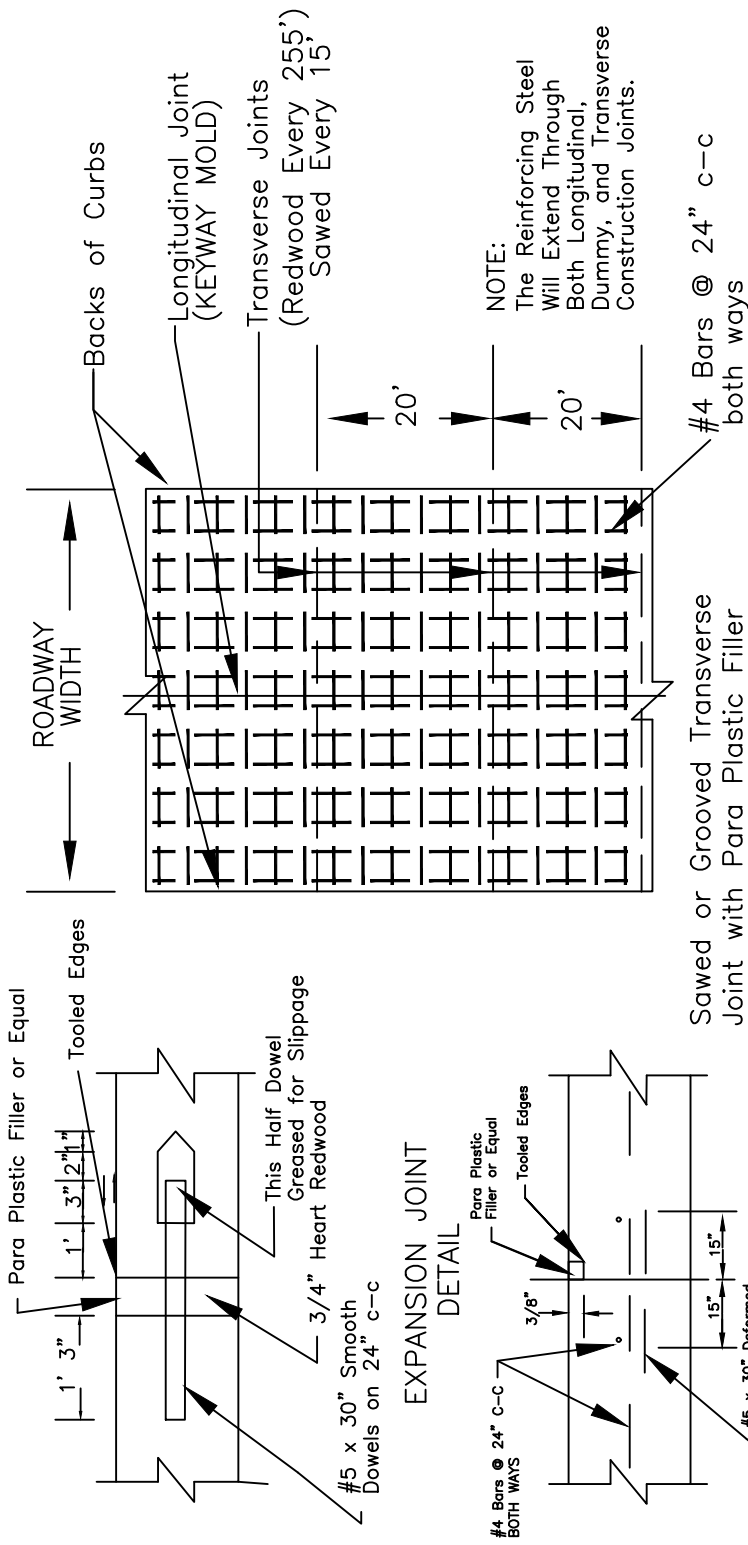 Para Plastic Filler or Equal
Tooled Edges
1' 3"
1'
3"
2"
1"
This Half Dowel
Greased for Slippage
3/4" Heart Redwood
#5 x 30" Smooth
Dowels on 24" c-c
EXPANSION JOINT
DETAIL
Para Plastic
Filler or Equal
Tooled Edges
3/8"
#4 Bars @ 24" C-C
BOTH WAYS
15"
15"
#5 x 30" Deformed
ROADWAY
WIDTH
Backs of Curbs
Longitudinal Joint
(KEYWAY MOLD)
Transverse Joints
(Redwood Every 255')
Sawed Every 15'
20'
20'
NOTE:
The Reinforcing Steel
Will Extend Through
Both Longitudinal,
Dummy, and Transverse
Construction Joints.
#4 Bars @ 24" c-c
both ways
Sawed or Grooved Transverse
Joint with Para Plastic Filler